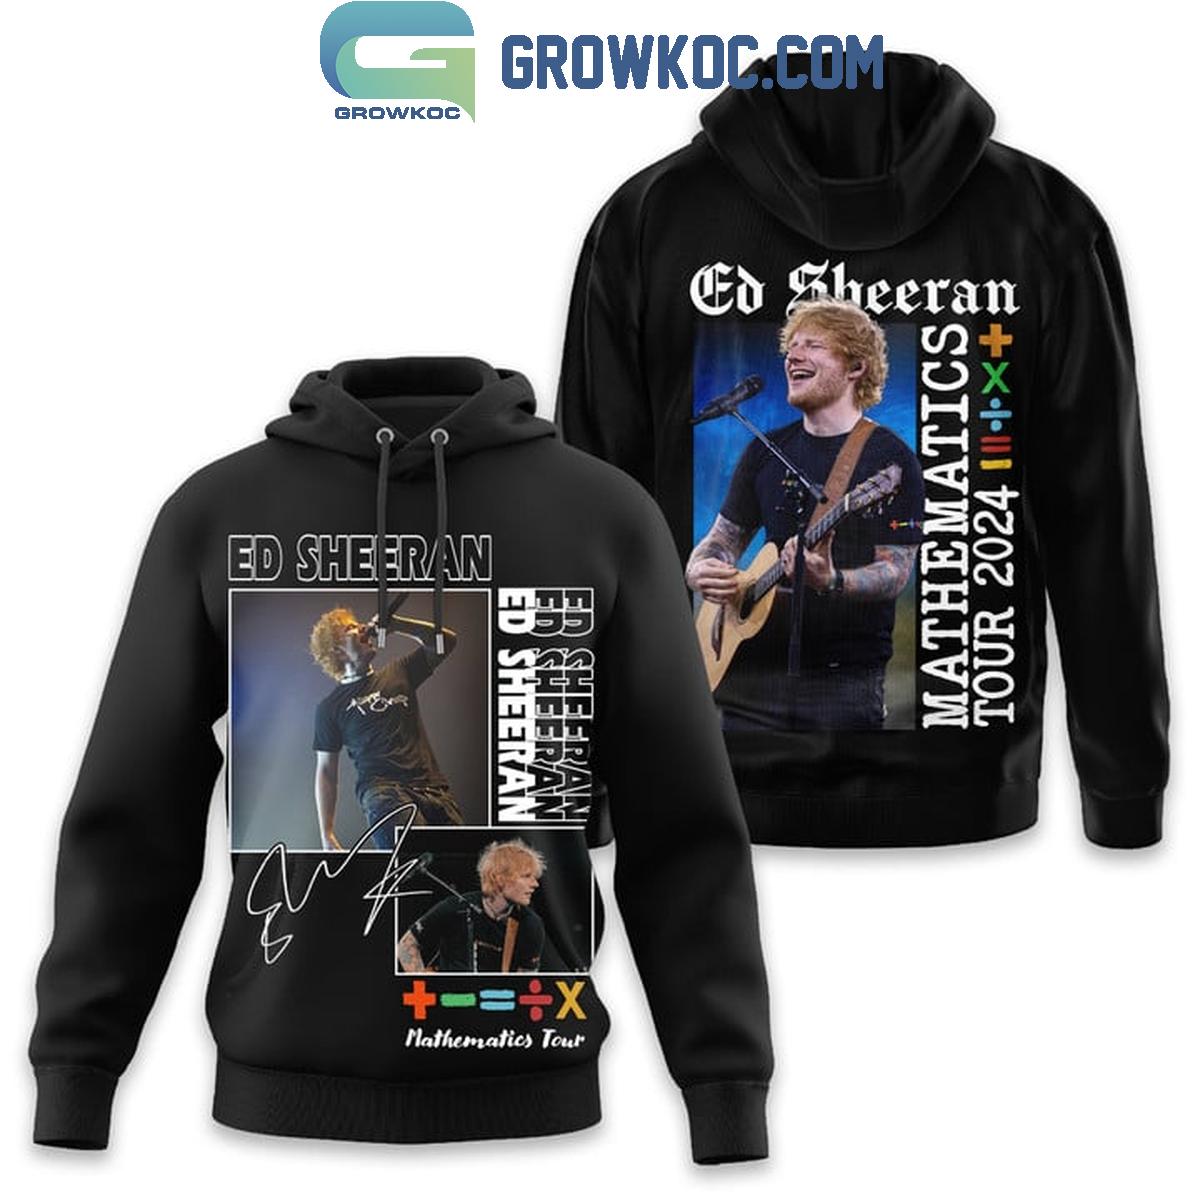 GROWKOC
GROWKOC.COM
Ed Sheeran
MATHEMATICS
TOUR 2024
+ x ÷ = -
ED SHEERAN
ED SHEERAN
ED SHEERAN
ED SHEERAN
+ - = ÷ x
Mathematics Tour